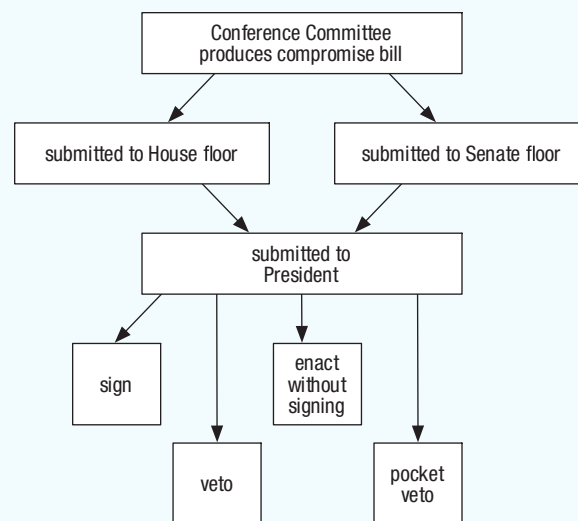 Conference Committee
produces compromise bill
submitted to House floor
submitted to Senate floor
submitted to
President
sign
enact
without
signing
veto
pocket
veto